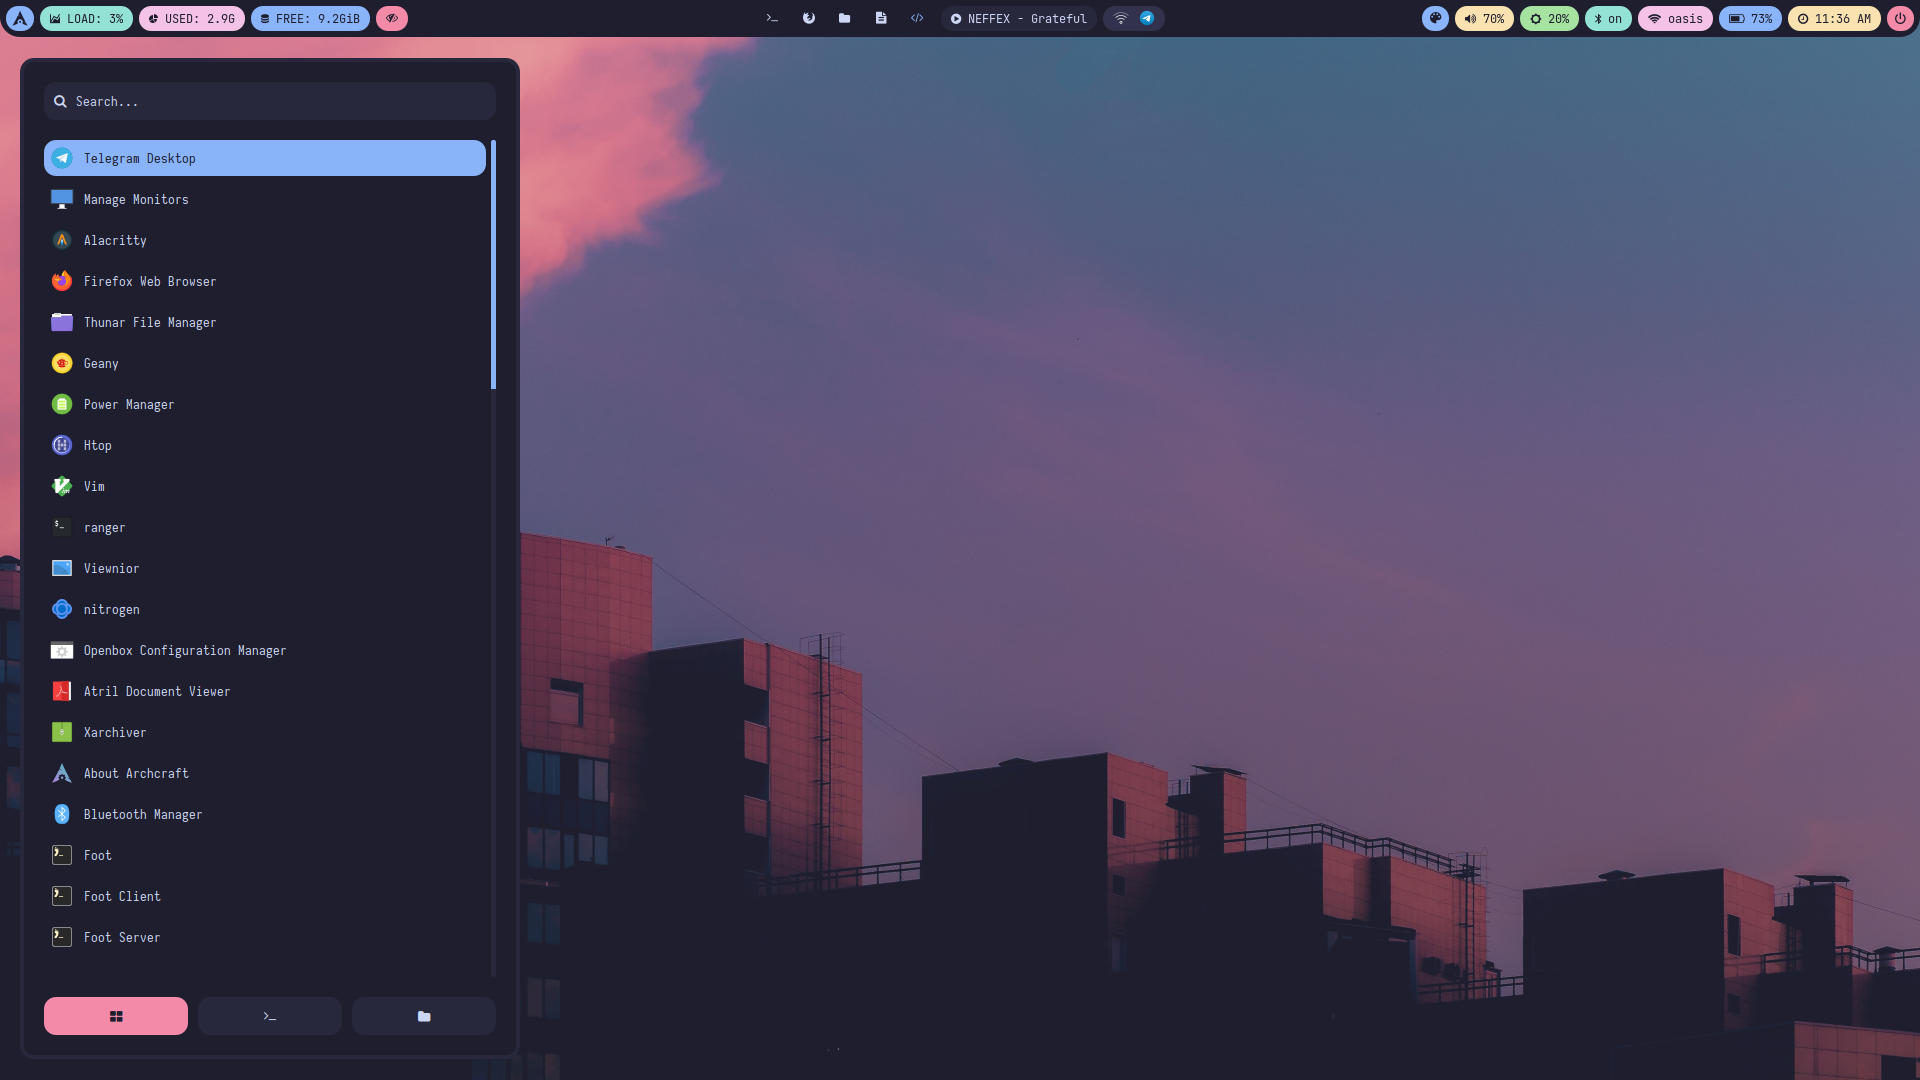 LOAD: 3% USED: 2.9G FREE: 9.2GiB NEFFEX - Grateful 70% 20% on oasis 73% 11:36 AM
Search...
Telegram Desktop
Manage Monitors
Alacritty
Firefox Web Browser
Thunar File Manager
Geany
Power Manager
Htop
Vim
ranger
Viewnior
nitrogen
Openbox Configuration Manager
Atril Document Viewer
Xarchiver
About Archcraft
Bluetooth Manager
Foot
Foot Client
Foot Server